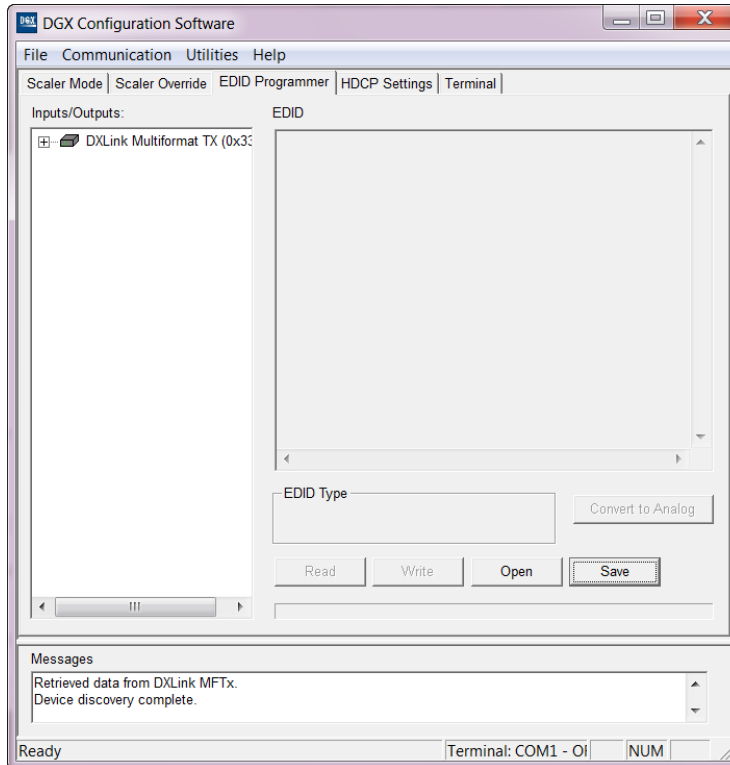 DGX DGX Configuration Software
File Communication Utilities Help
Scaler Mode Scaler Override EDID Programmer HDCP Settings Terminal
Inputs/Outputs: EDID
DXLink Multiformat TX (0x33
EDID Type
Convert to Analog
Read Write Open Save
Messages
Retrieved data from DXLink MFTx.
Device discovery complete.
Ready Terminal: COM1 - Of NUM